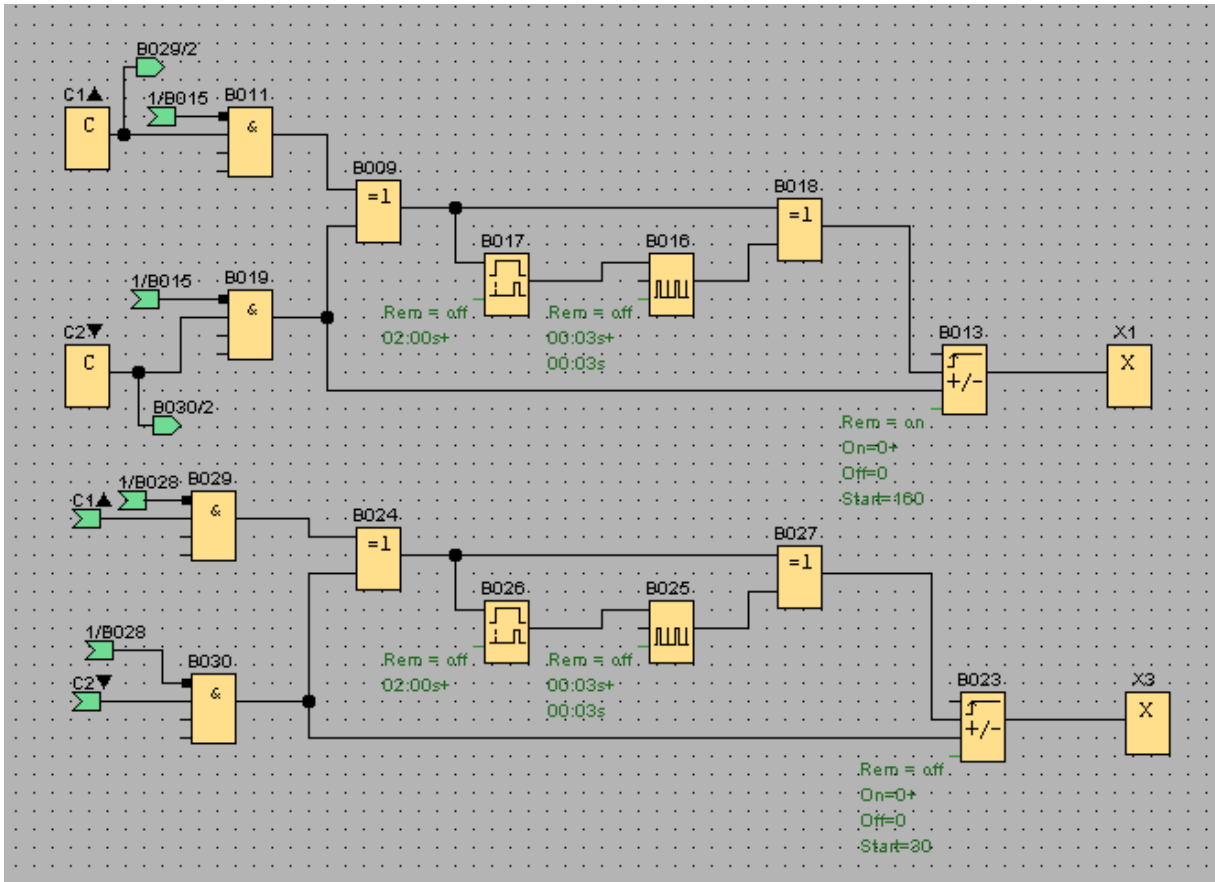 B029/2
C1▲
1/B015
B011
C
&
B009
=1
B018
=1
B017
B016
1/B015
B019
&
Rem = off
02:00s+
Rem = off
00:03s+
00:03s
C2▼
C
B013
+/-
X1
X
B030/2
Rem = on
On=0+
Off=0
Start=160
C1▲
1/B028
B029
&
B024
=1
B027
=1
B026
B025
1/B028
B030
&
C2▼
Rem = off
02:00s+
Rem = off
00:03s+
00:03s
B023
+/-
X3
X
Rem = off
On=0+
Off=0
Start=30